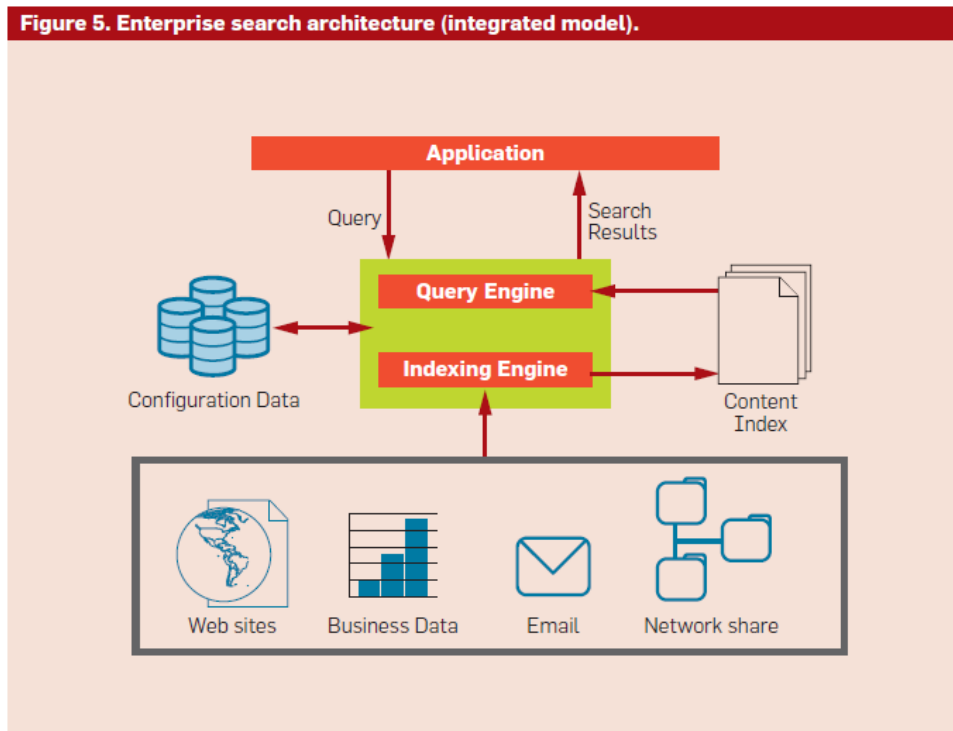 Figure 5. Enterprise search architecture (integrated model).
Application
Query
Search
Results
Query Engine
Indexing Engine
Configuration Data
Content
Index
Web sites
Business Data
Email
Network share